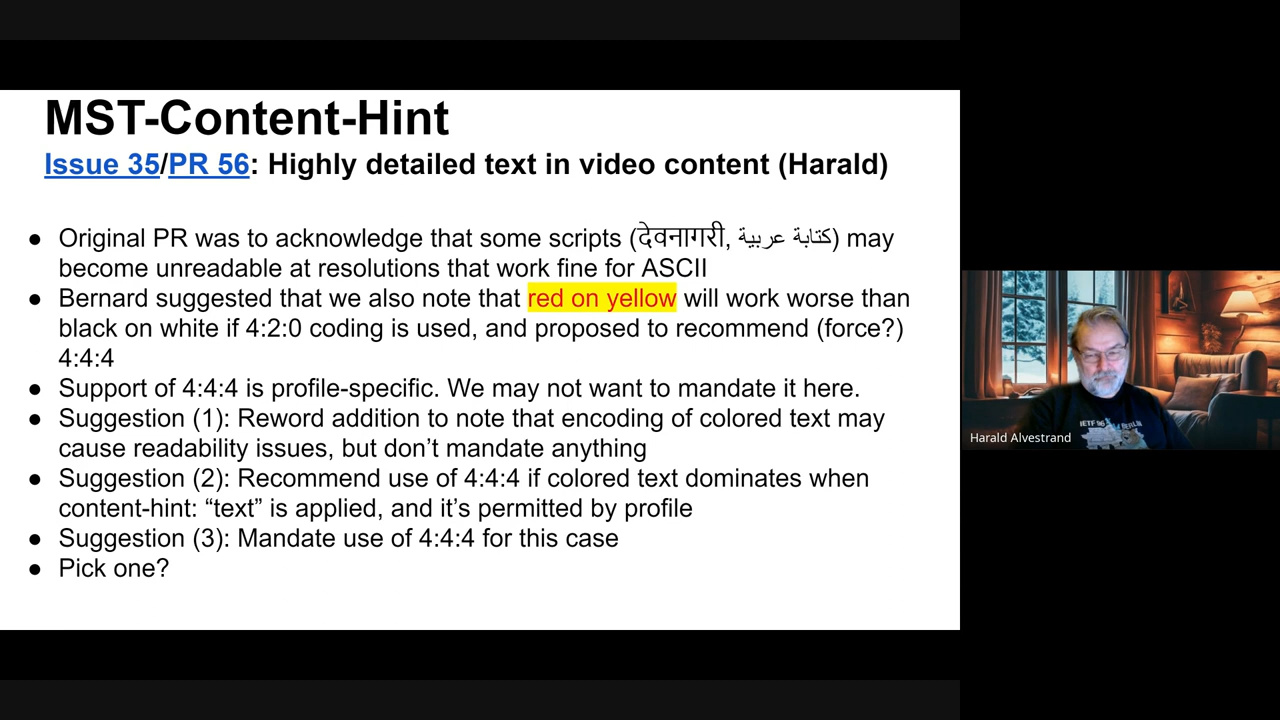 MST-Content-Hint
Issue 35/PR 56: Highly detailed text in video content (Harald)
● Original PR was to acknowledge that some scripts (देवनागरी, كتابة عربية) may
become unreadable at resolutions that work fine for ASCII
● Bernard suggested that we also note that red on yellow will work worse than
black on white if 4:2:0 coding is used, and proposed to recommend (force?)
4:4:4
● Support of 4:4:4 is profile-specific. We may not want to mandate it here.
● Suggestion (1): Reword addition to note that encoding of colored text may
cause readability issues, but don’t mandate anything
● Suggestion (2): Recommend use of 4:4:4 if colored text dominates when
content-hint: “text” is applied, and it’s permitted by profile
● Suggestion (3): Mandate use of 4:4:4 for this case
● Pick one?
Harald Alvestrand
IETF 96